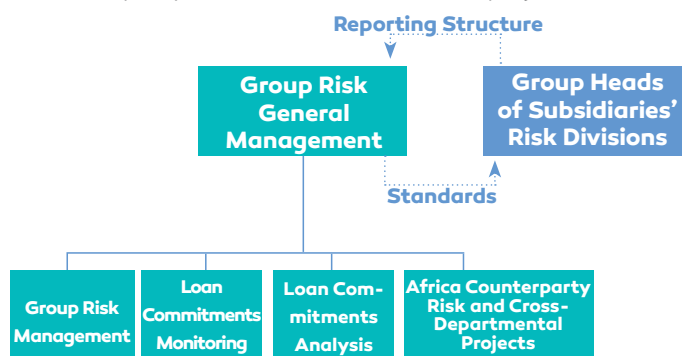 Reporting Structure
Group Risk
General
Management
Group Heads
of Subsidiaries’
Risk Divisions
Standards
Group Risk
Management
Loan
Commitments
Monitoring
Loan Com-
mitments
Analysis
Africa Counterparty
Risk and Cross-
Departmental
Projects